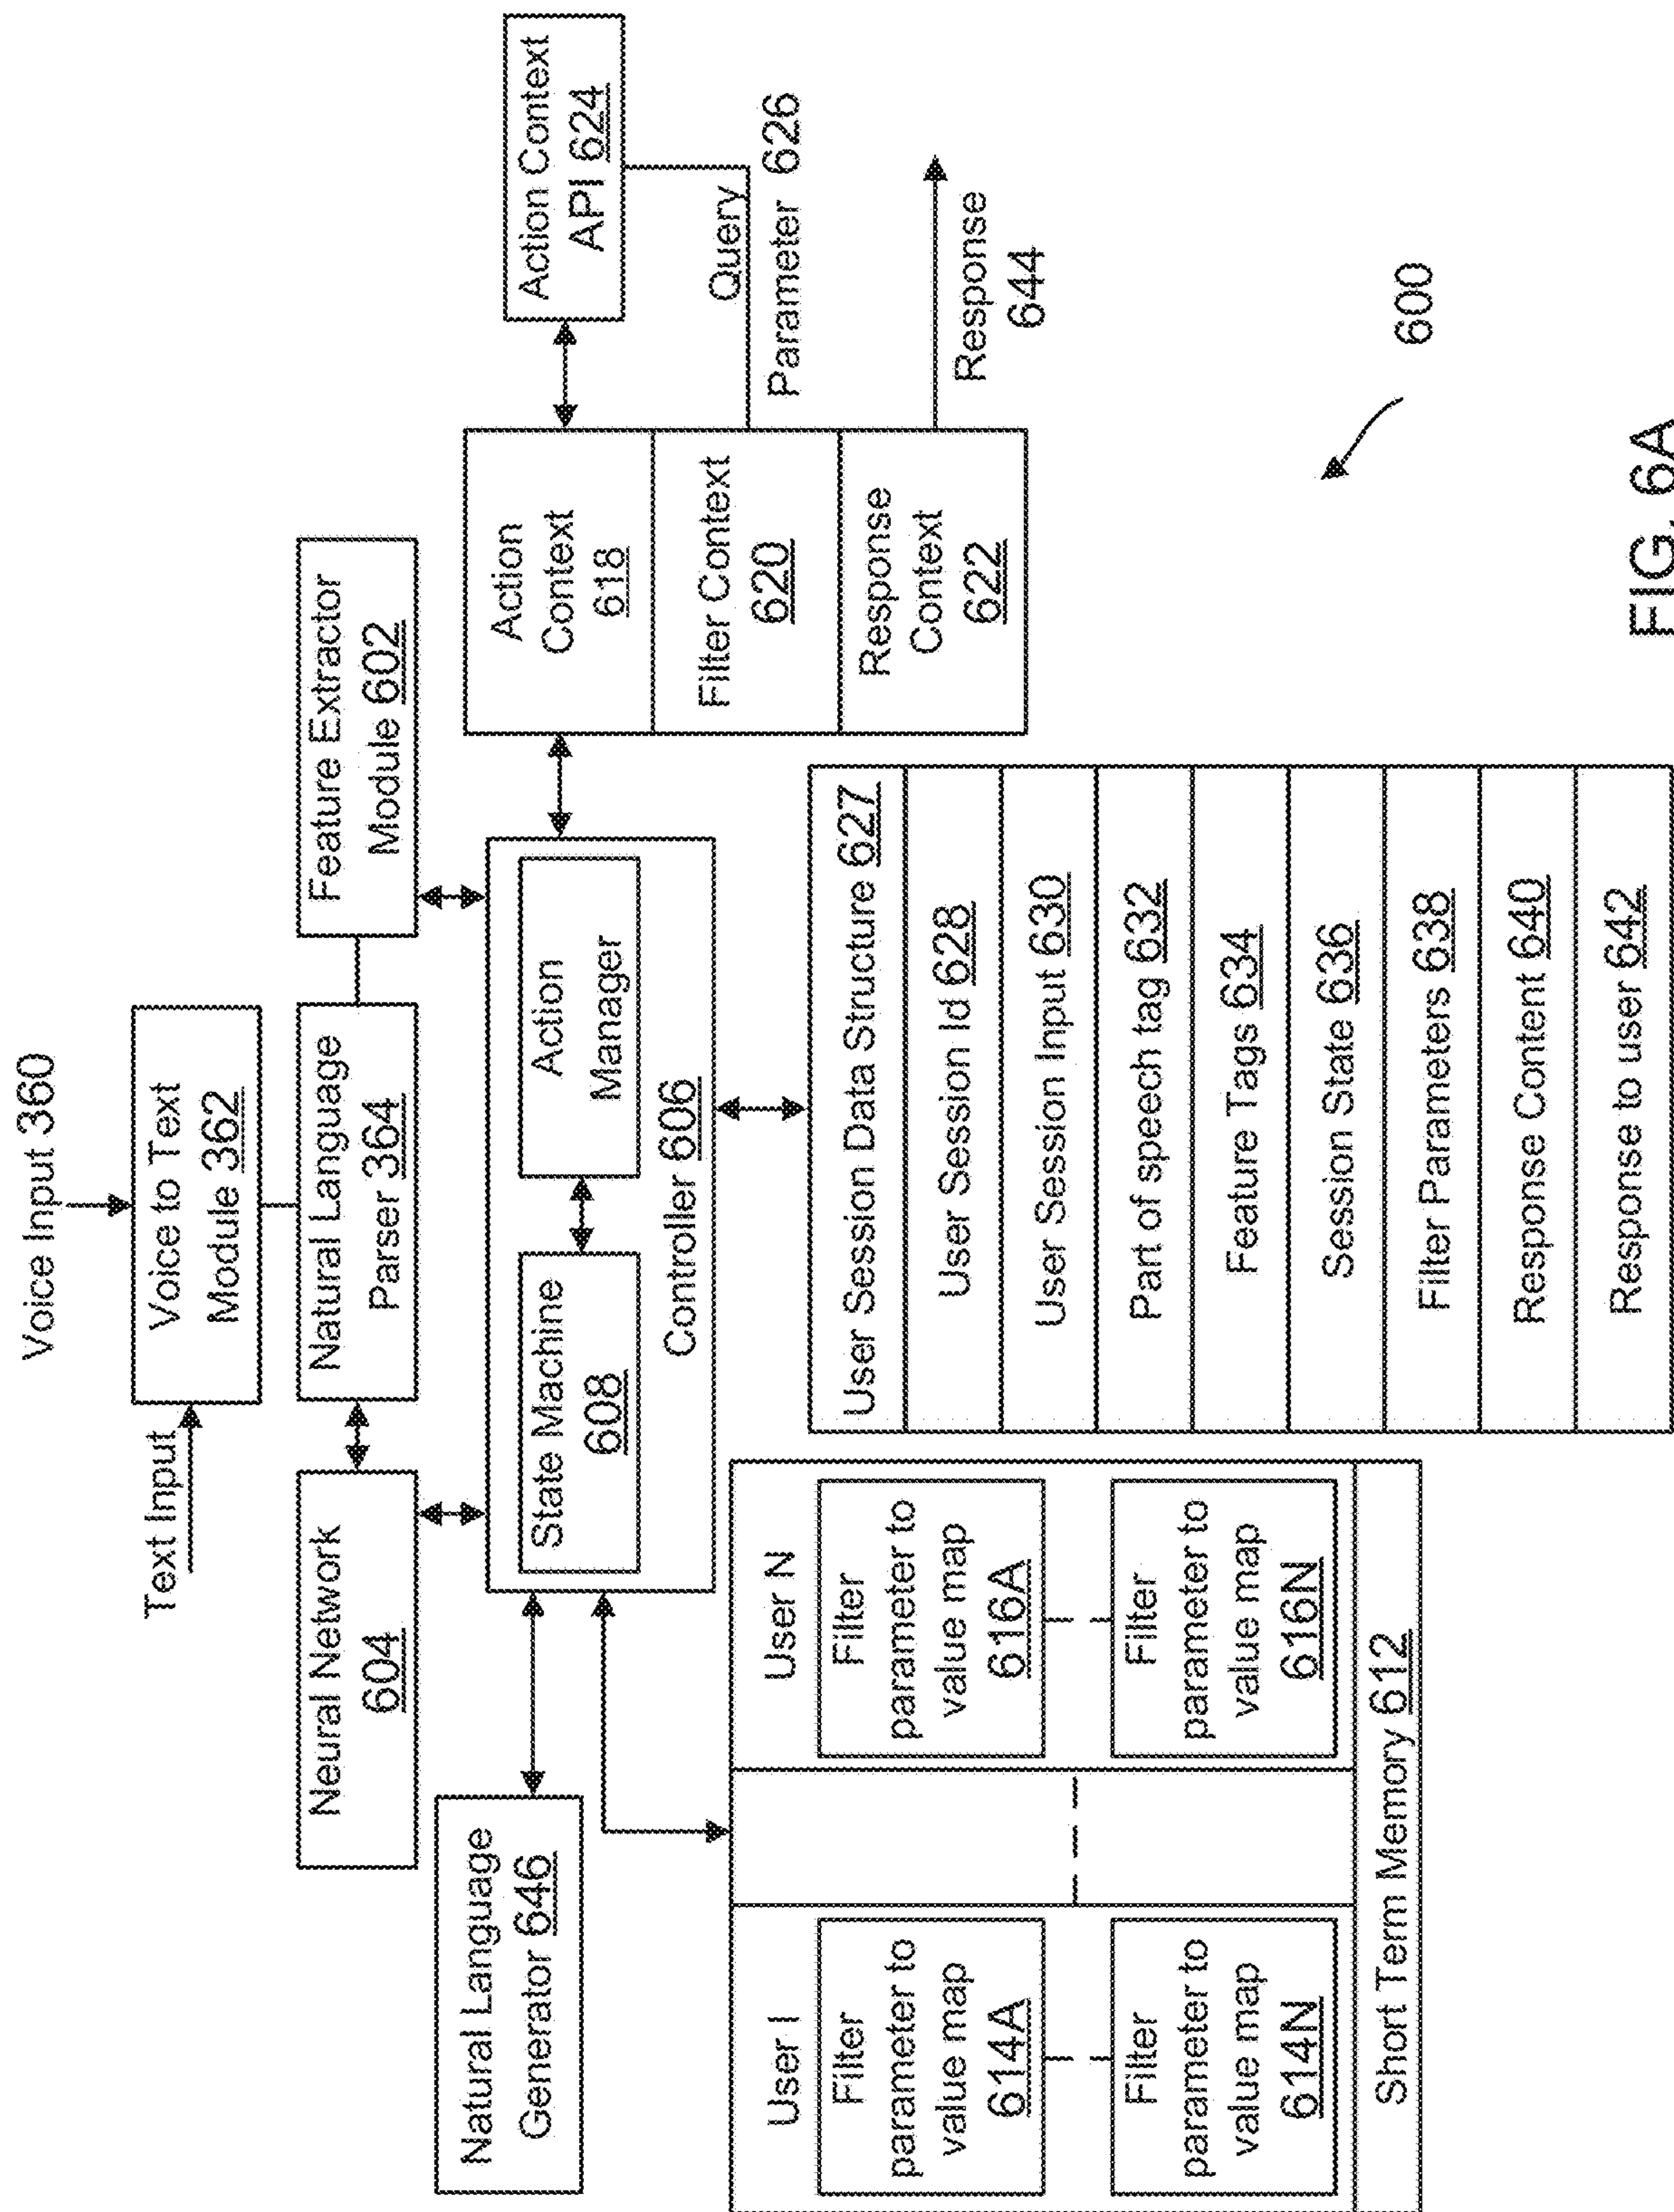 Voice Input 360
Text Input
Voice to Text
Module 362
Neural Network
604
Natural Language
Parser 364
Feature Extractor
Module 602
Natural Language
Generator 646
State Machine
608
Action
Manager
Controller 606
Action
Context
618
Filter Context
620
Response
Context
622
Action Context
API 624
Query
Parameter 626
Response
644
User I
Filter
parameter to
value map
614A
Filter
parameter to
value map
614N
User N
Filter
parameter to
value map
616A
Filter
parameter to
value map
616N
Short Term Memory 612
User Session Data Structure 627
User Session Id 628
User Session Input 630
Part of speech tag 632
Feature Tags 634
Session State 636
Filter Parameters 638
Response Content 640
Response to user 642
600
FIG. 6A